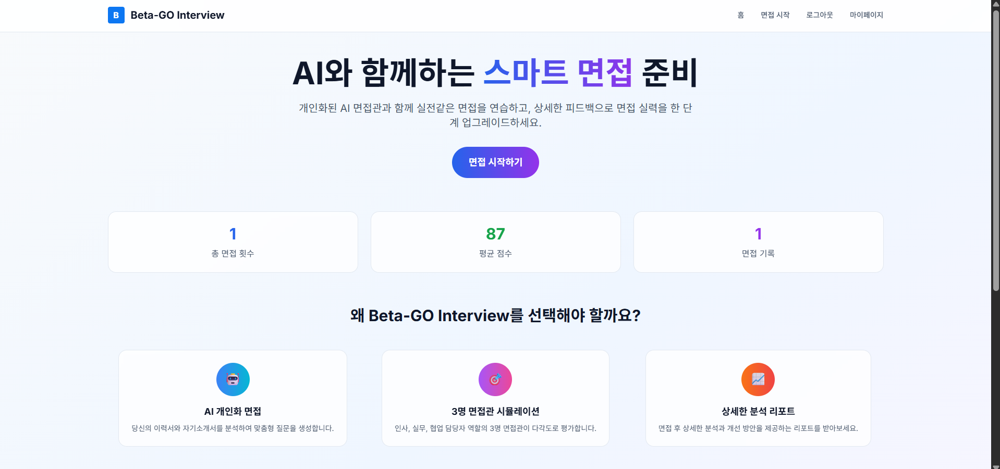 B Beta-GO Interview
홈 면접 시작 로그아웃 마이페이지
AI와 함께하는 스마트 면접 준비
개인화된 AI 면접관과 함께 실전같은 면접을 연습하고, 상세한 피드백으로 면접 실력을 한 단
계 업그레이드하세요.
면접 시작하기
1
총 면접 횟수
87
평균 점수
1
면접 기록
왜 Beta-GO Interview를 선택해야 할까요?
AI 개인화 면접
당신의 이력서와 자기소개서를 분석하여 맞춤형 질문을 생성합니다.
3명 면접관 시뮬레이션
인사, 실무, 협업 담당자 역할의 3명 면접관이 다각도로 평가합니다.
상세한 분석 리포트
면접 후 상세한 분석과 개선 방안을 제공하는 리포트를 받아보세요.